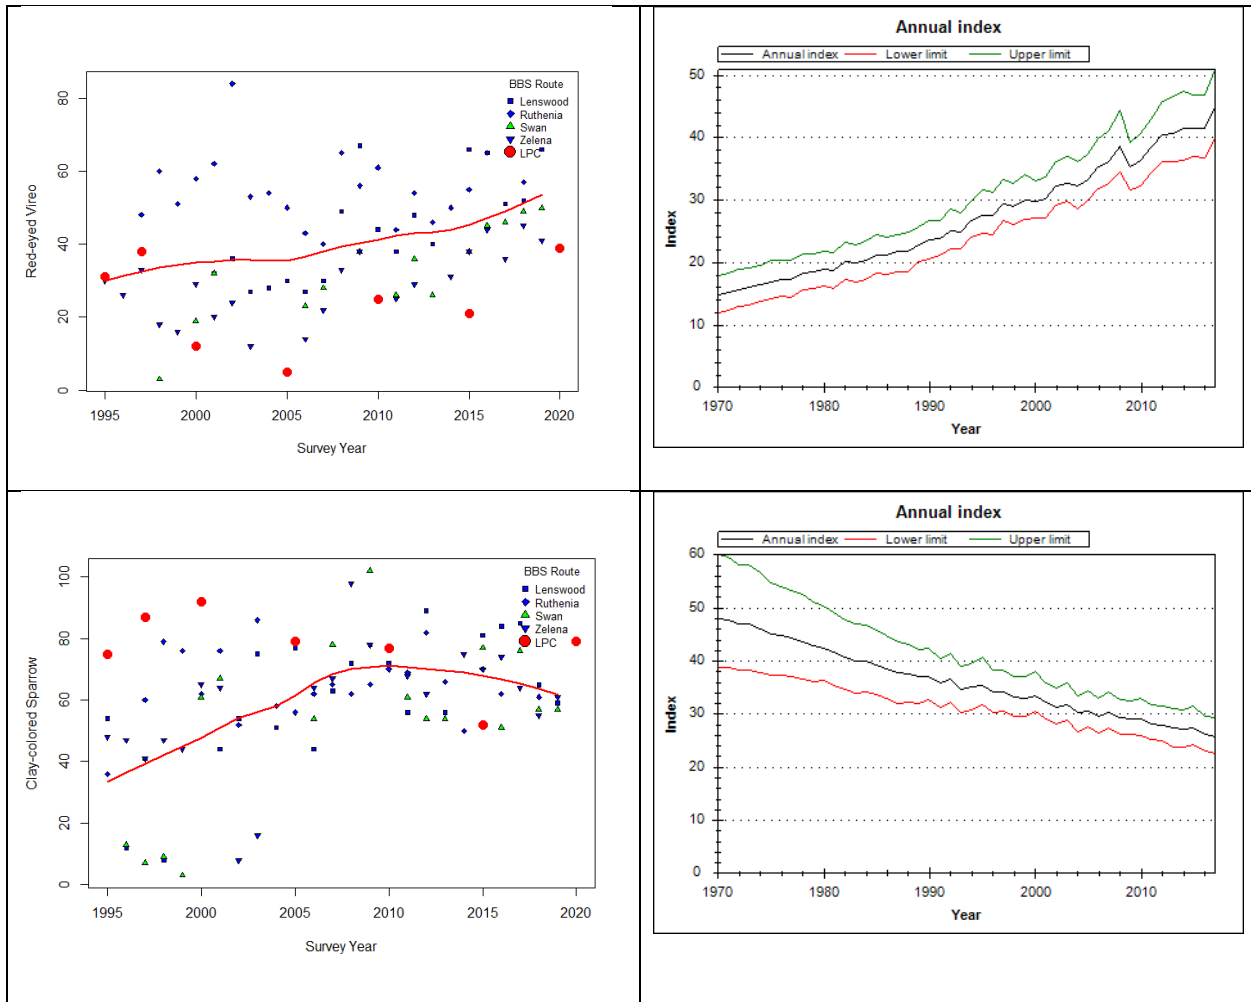 BBS Route
Lenswood
Ruthenia
Swan
Zelena
LPC
80
60
40
20
0
Red-eyed Vireo
1995 2000 2005 2010 2015 2020
Survey Year
Annual index
Annual index Lower limit Upper limit
50
40
30
20
10
0
Index
1970 1980 1990 2000 2010
Year
BBS Route
Lenswood
Ruthenia
Swan
Zelena
LPC
100
80
60
40
20
0
Clay-colored Sparrow
1995 2000 2005 2010 2015 2020
Survey Year
Annual index
Annual index Lower limit Upper limit
60
50
40
30
20
10
0
Index
1970 1980 1990 2000 2010
Year